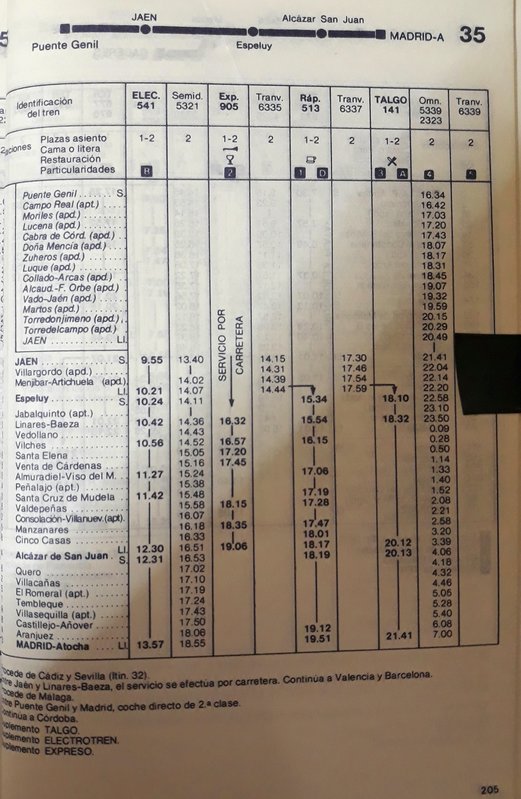 JAEN Alcázar San Juan
Puente Genil Espeluy MADRID-A 35
Identificación del tren ELEC. 541 Semid. 5321 Exp. 905 Tranv. 6335 Ráp. 513 Tranv. 6337 TALGO 141 Omn. 5339 2323 Tranv. 6339
Plazas asiento 1-2 2 1-2 2 1-2 2 1-2 2 2
Cama o litera
Restauración
Particularidades R 2 1 D 3 A 4 5
Puente Genil S. 16.34
Campo Real (apt.) 16.42
Moriles (apd.) 17.03
Lucena (apd.) 17.20
Cabra de Córd. (apd.) 17.43
Doña Mencía (apd.) 18.07
Zuheros (apd.) 18.17
Luque (apd.) 18.31
Collado-Arcas (apd.) 18.45
Alcaud.-F. Orbe (apd.) 19.07
Vado-Jaén (apd.) 19.32
Martos (apd.) 19.59
Torredonjimeno (apd.) 20.15
Torredelcampo (apd.) 20.29
JAEN Ll. 20.49
SERVICIO POR CARRETERA
JAEN S. 9.55 13.40 14.15 17.30 21.41
Villargordo (apd.) 14.31 17.46 22.04
Menjíbar-Artichuela (apd.) 14.02 14.39 17.54 22.14
Espeluy Ll. 10.21 14.07 14.44 17.59 22.20
S. 10.24 14.11 15.34 18.10 22.58
Jabalquinto (apt.) 23.10
Linares-Baeza 10.42 14.36 16.32 15.54 18.32 23.50
Vedollano 14.43 0.09
Vilches 10.56 14.52 16.57 16.15 0.28
Santa Elena 15.05 17.20 0.50
Venta de Cárdenas 15.16 17.45 1.14
Almuradiel-Viso del M. 11.27 15.24 17.06 1.33
Peñalajo (apt.) 15.38 1.40
Santa Cruz de Mudela 11.42 15.48 17.19 1.52
Valdepeñas 15.58 18.15 17.28 2.08
Consolación-Villanuev.(apt) 16.07 2.21
Manzanares 16.18 18.35 17.47 2.58
Cinco Casas 16.33 18.01 3.20
Alcázar de San Juan Ll. 12.30 16.51 19.06 18.17 20.12 3.39
S. 12.31 16.53 18.19 20.13 4.06
Quero 17.02 4.18
Villacañas 17.10 4.32
El Romeral (apt.) 17.19 4.46
Tembleque 17.24 5.05
Villasequilla (apt.) 17.43 5.28
Castillejo-Añover 17.50 5.40
Aranjuez 18.06 19.12 6.08
MADRID-Atocha Ll. 13.57 18.55 19.51 21.41 7.00
ocede de Cádiz y Sevilla (Itin. 32).
tre Jaén y Linares-Baeza, el servicio se efectúa por carretera. Continúa a Valencia y Barcelona.
ocede de Málaga.
tre Puente Genil y Madrid, coche directo de 2.ª clase.
ontinua a Córdoba.
uplemento TALGO.
uplemento ELECTROTREN.
uplemento EXPRESO.
205